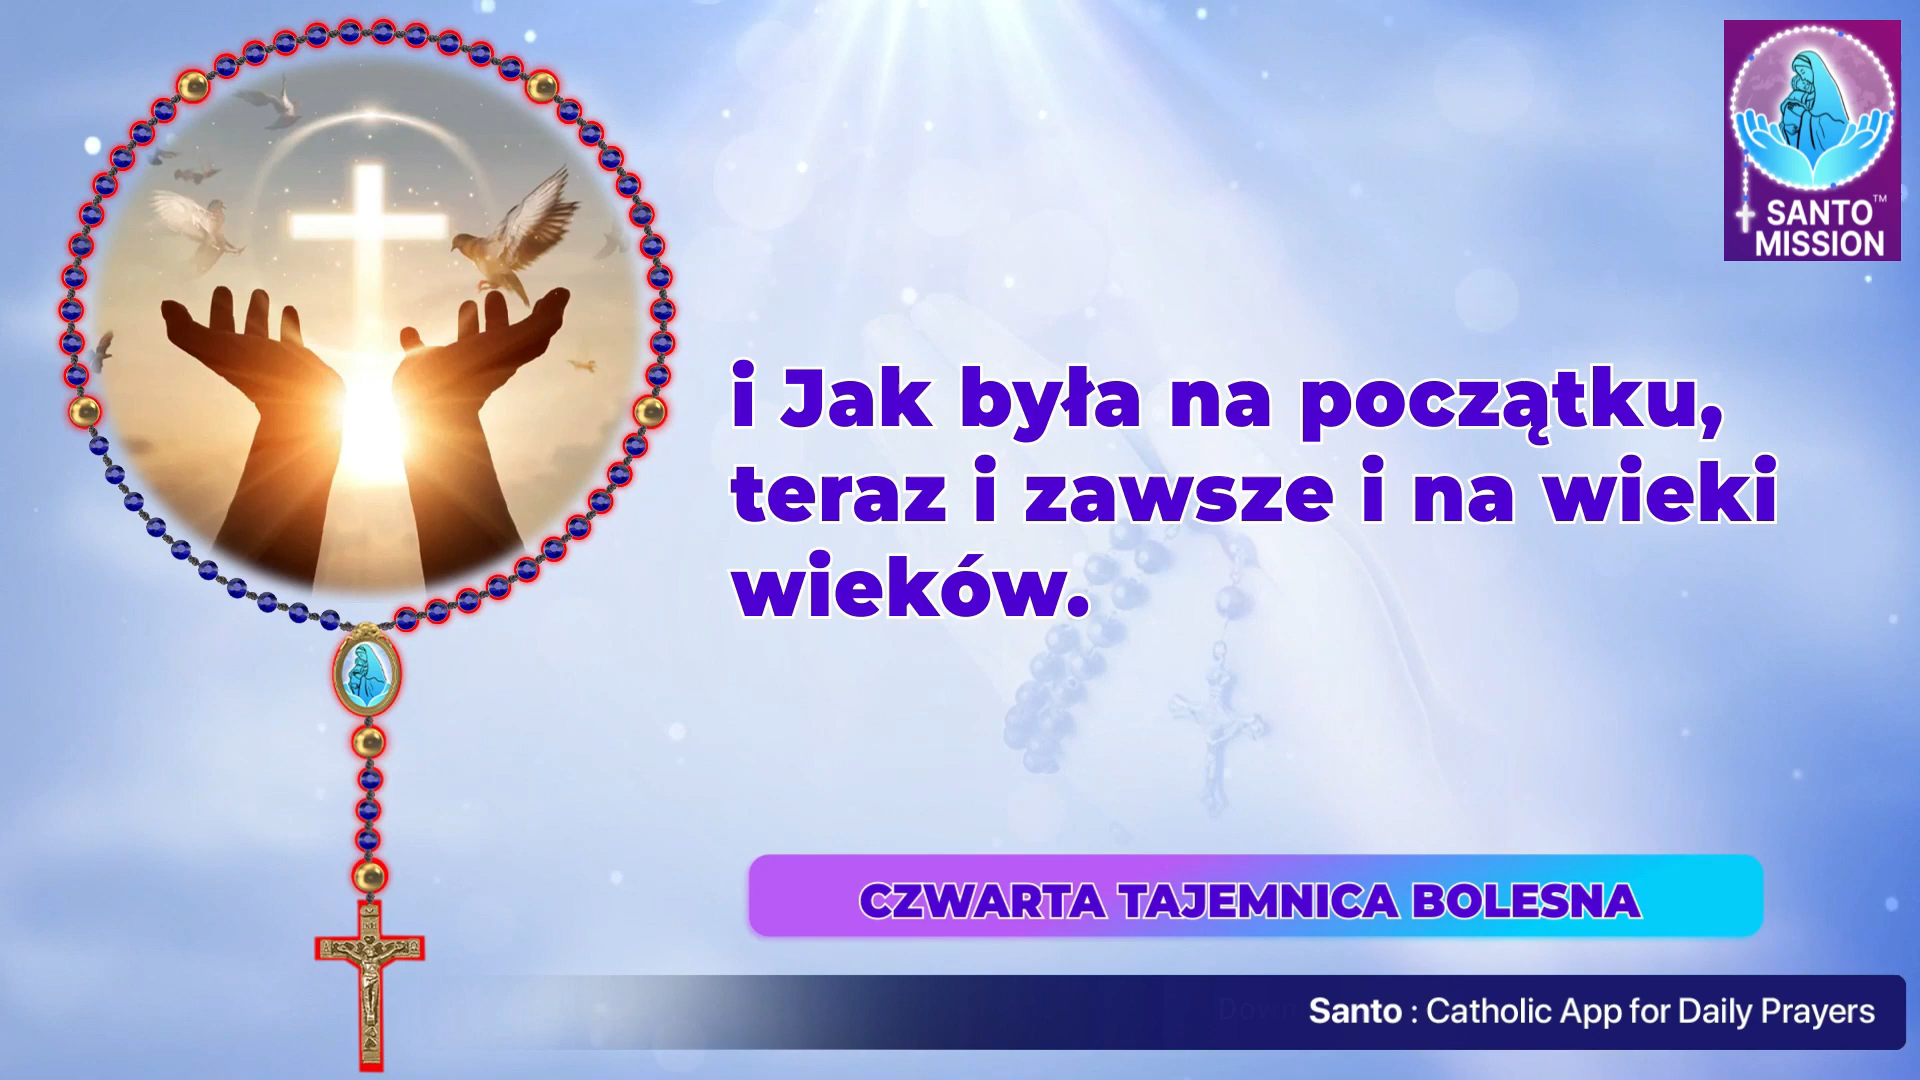 SANTO™
MISSION
i Jak była na początku,
teraz i zawsze i na wieki
wieków.
CZWARTA TAJEMNICA BOLESNA
Santo : Catholic App for Daily Prayers